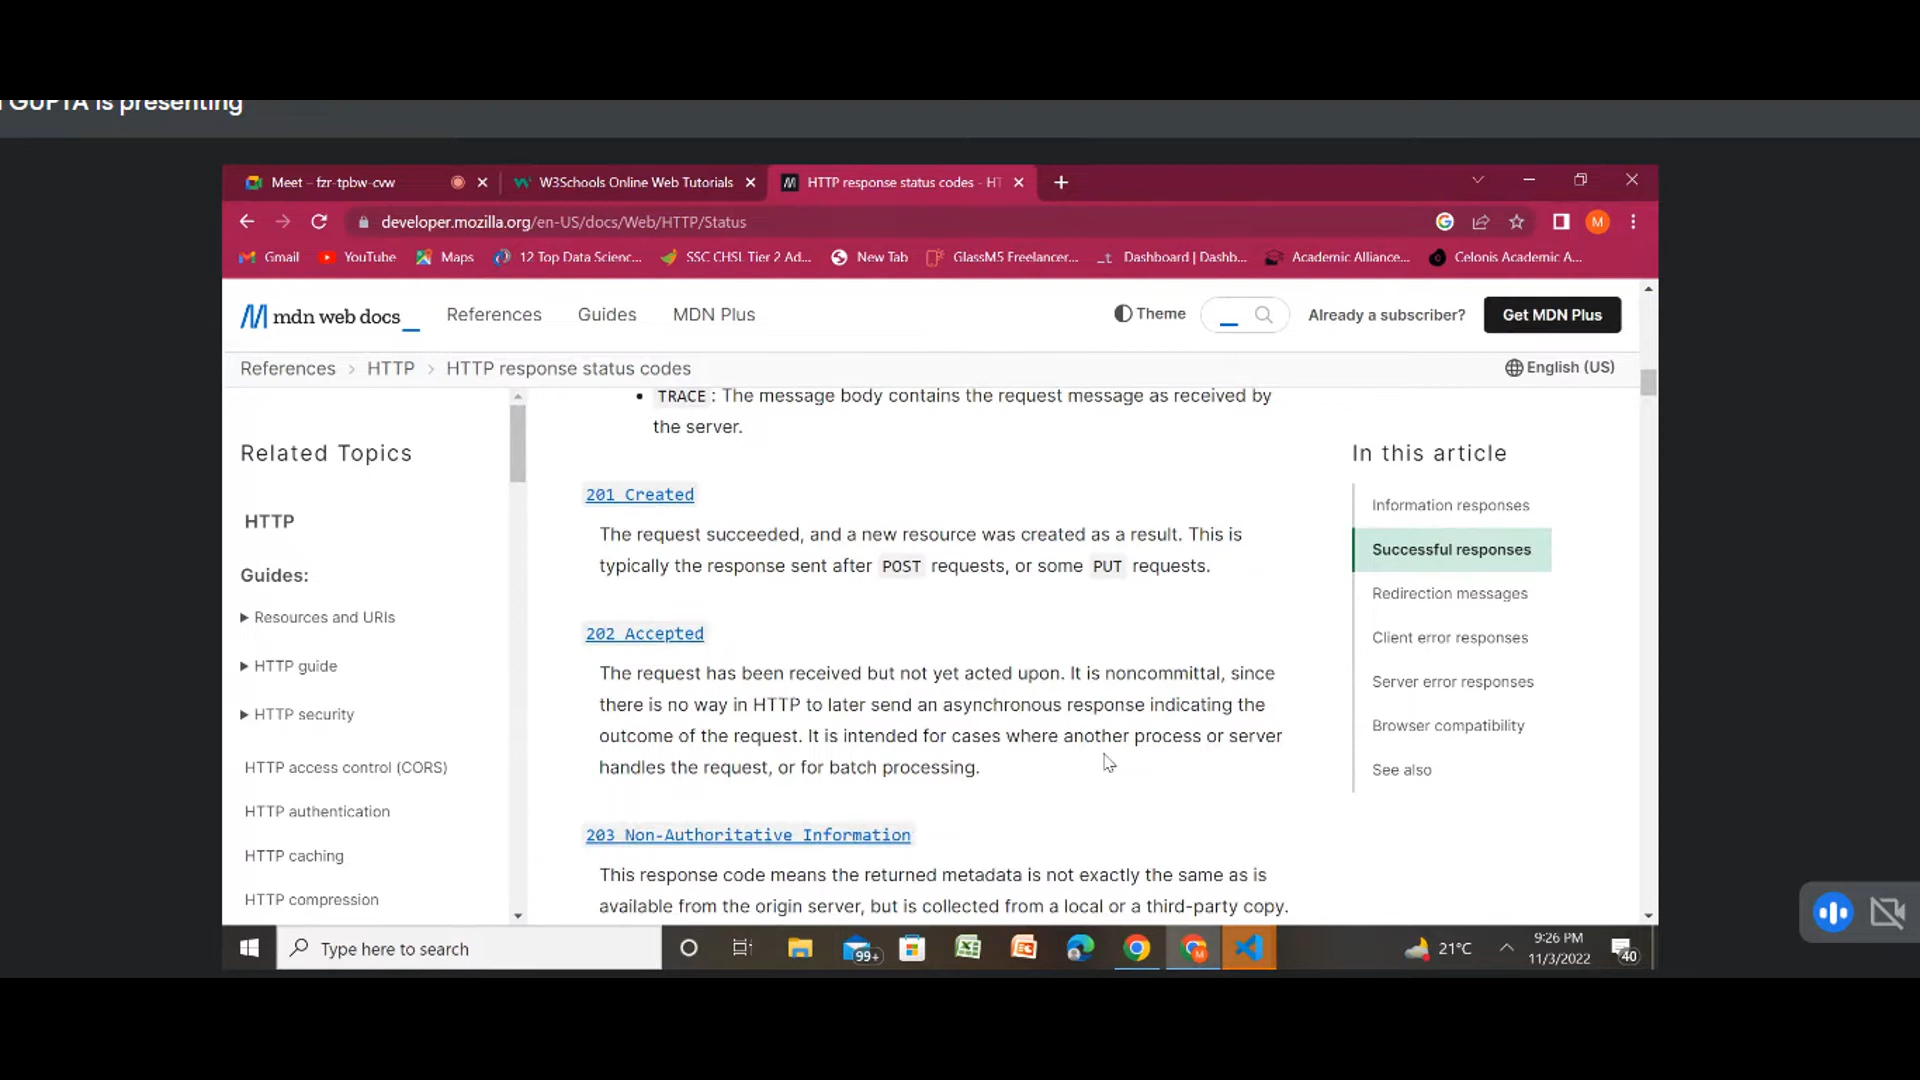 GUPTA is presenting
Meet – fzr-tpbw-cvw
W3Schools Online Web Tutorials
HTTP response status codes - HT
developer.mozilla.org/en-US/docs/Web/HTTP/Status
M
Gmail
YouTube
Maps
12 Top Data Scienc...
SSC CHSL Tier 2 Ad...
New Tab
GlassM5 Freelancer...
Dashboard | Dashb...
Academic Alliance...
Celonis Academic A...
mdn web docs_
References
Guides
MDN Plus
Theme
Already a subscriber?
Get MDN Plus
References > HTTP > HTTP response status codes
English (US)
Related Topics
HTTP
Guides:
Resources and URIs
HTTP guide
HTTP security
HTTP access control (CORS)
HTTP authentication
HTTP caching
HTTP compression
• TRACE : The message body contains the request message as received by
the server.
201 Created
The request succeeded, and a new resource was created as a result. This is
typically the response sent after POST requests, or some PUT requests.
202 Accepted
The request has been received but not yet acted upon. It is noncommittal, since
there is no way in HTTP to later send an asynchronous response indicating the
outcome of the request. It is intended for cases where another process or server
handles the request, or for batch processing.
203 Non-Authoritative Information
This response code means the returned metadata is not exactly the same as is
available from the origin server, but is collected from a local or a third-party copy.
In this article
Information responses
Successful responses
Redirection messages
Client error responses
Server error responses
Browser compatibility
See also
Type here to search
99+
21°C
9:26 PM
11/3/2022
40